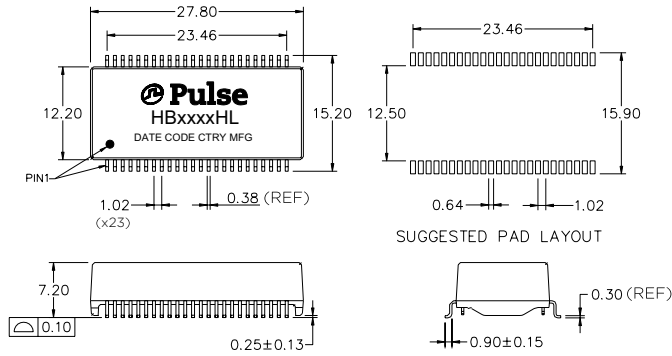 27.80
23.46
12.20
15.20
Pulse
HBxxxxHL
DATE CODE CTRY MFG
PIN1
1.02
(x23)
0.38 (REF)
23.46
12.50
15.90
0.64
1.02
SUGGESTED PAD LAYOUT
7.20
0.10
0.25±0.13
0.30 (REF)
0.90±0.15